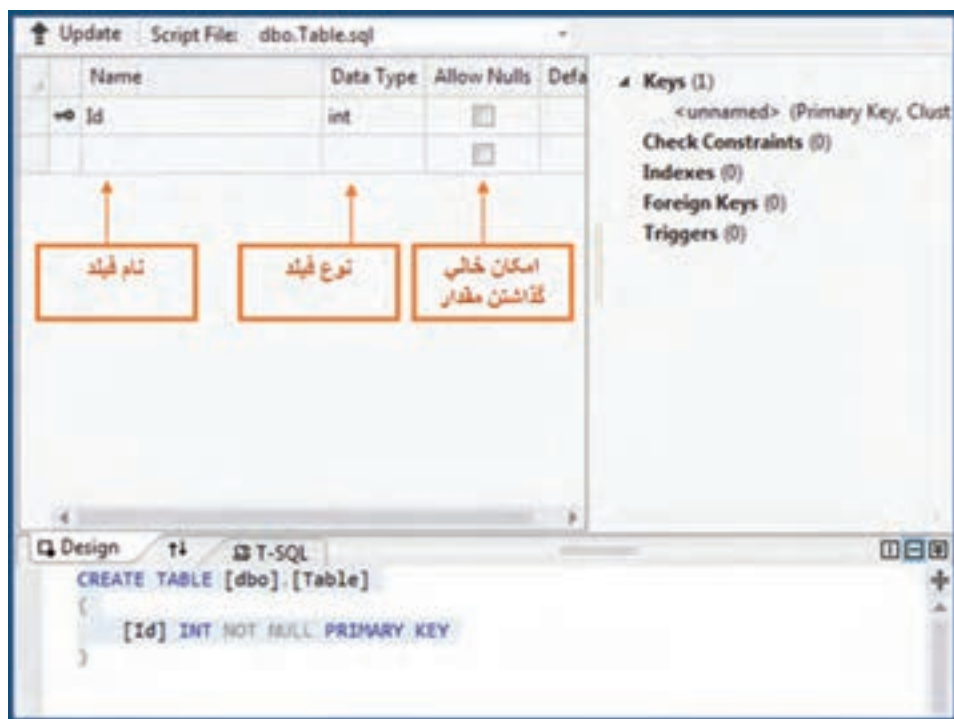 Update Script File: dbo.Table.sql
Name Data Type Allow Nulls Defa
Id int
نام فیلد
نوع فیلد
امکان خالی
گذاشتن مقدار
Keys (1)
<unnamed> (Primary Key, Clust
Check Constraints (0)
Indexes (0)
Foreign Keys (0)
Triggers (0)
Design T-SQL
CREATE TABLE [dbo].[Table]
(
[Id] INT NOT NULL PRIMARY KEY
)